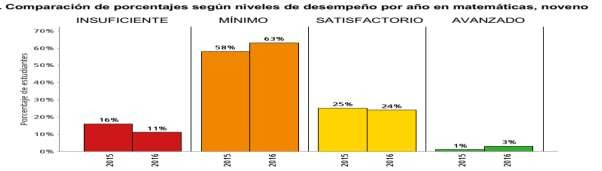 . Comparación de porcentajes según niveles de desempeño por año en matemáticas, noveno
INSUFICIENTE MÍNIMO SATISFACTORIO AVANZADO
Porcentaje de estudiantes
70%
60%
50%
40%
30%
20%
10%
0%
16% 11% 58% 63% 25% 24% 1% 3%
2015 2016 2015 2016 2015 2016 2015 2016